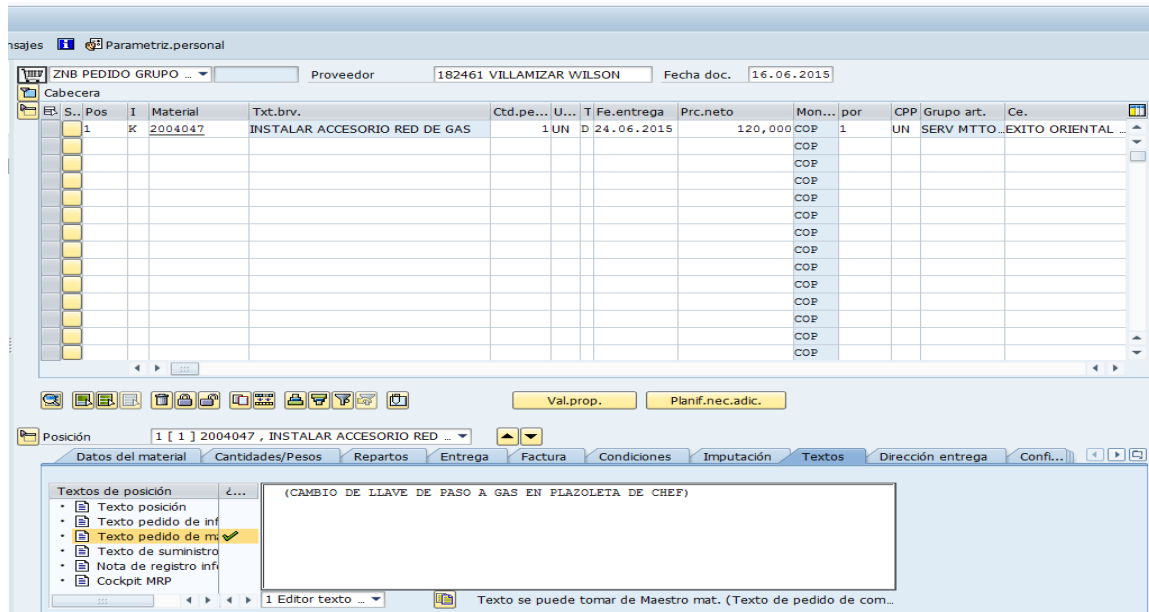 nsajes Parametriz.personal
ZNB PEDIDO GRUPO ... Proveedor 182461 VILLAMIZAR WILSON Fecha doc. 16.06.2015
Cabecera
S.. Pos I Material Txt.brv. Ctd.pe... U... T Fe.entrega Prc.neto Mon... por CPP Grupo art. Ce.
1 K 2004047 INSTALAR ACCESORIO RED DE GAS 1 UN D 24.06.2015 120,000 COP 1 UN SERV MTTO ... EXITO ORIENTAL ...
COP
COP
COP
COP
COP
COP
COP
COP
COP
COP
COP
COP
COP
Val.prop. Planif.nec.adic.
Posición 1 [ 1 ] 2004047 , INSTALAR ACCESORIO RED ...
Datos del material Cantidades/Pesos Repartos Entrega Factura Condiciones Imputación Textos Dirección entrega Confi...
Textos de posición ¿... (CAMBIO DE LLAVE DE PASO A GAS EN PLAZOLETA DE CHEF)
Texto posición
Texto pedido de inf
Texto pedido de ma
Texto de suministro
Nota de registro info
Cockpit MRP
1 Editor texto ... Texto se puede tomar de Maestro mat. (Texto de pedido de com...